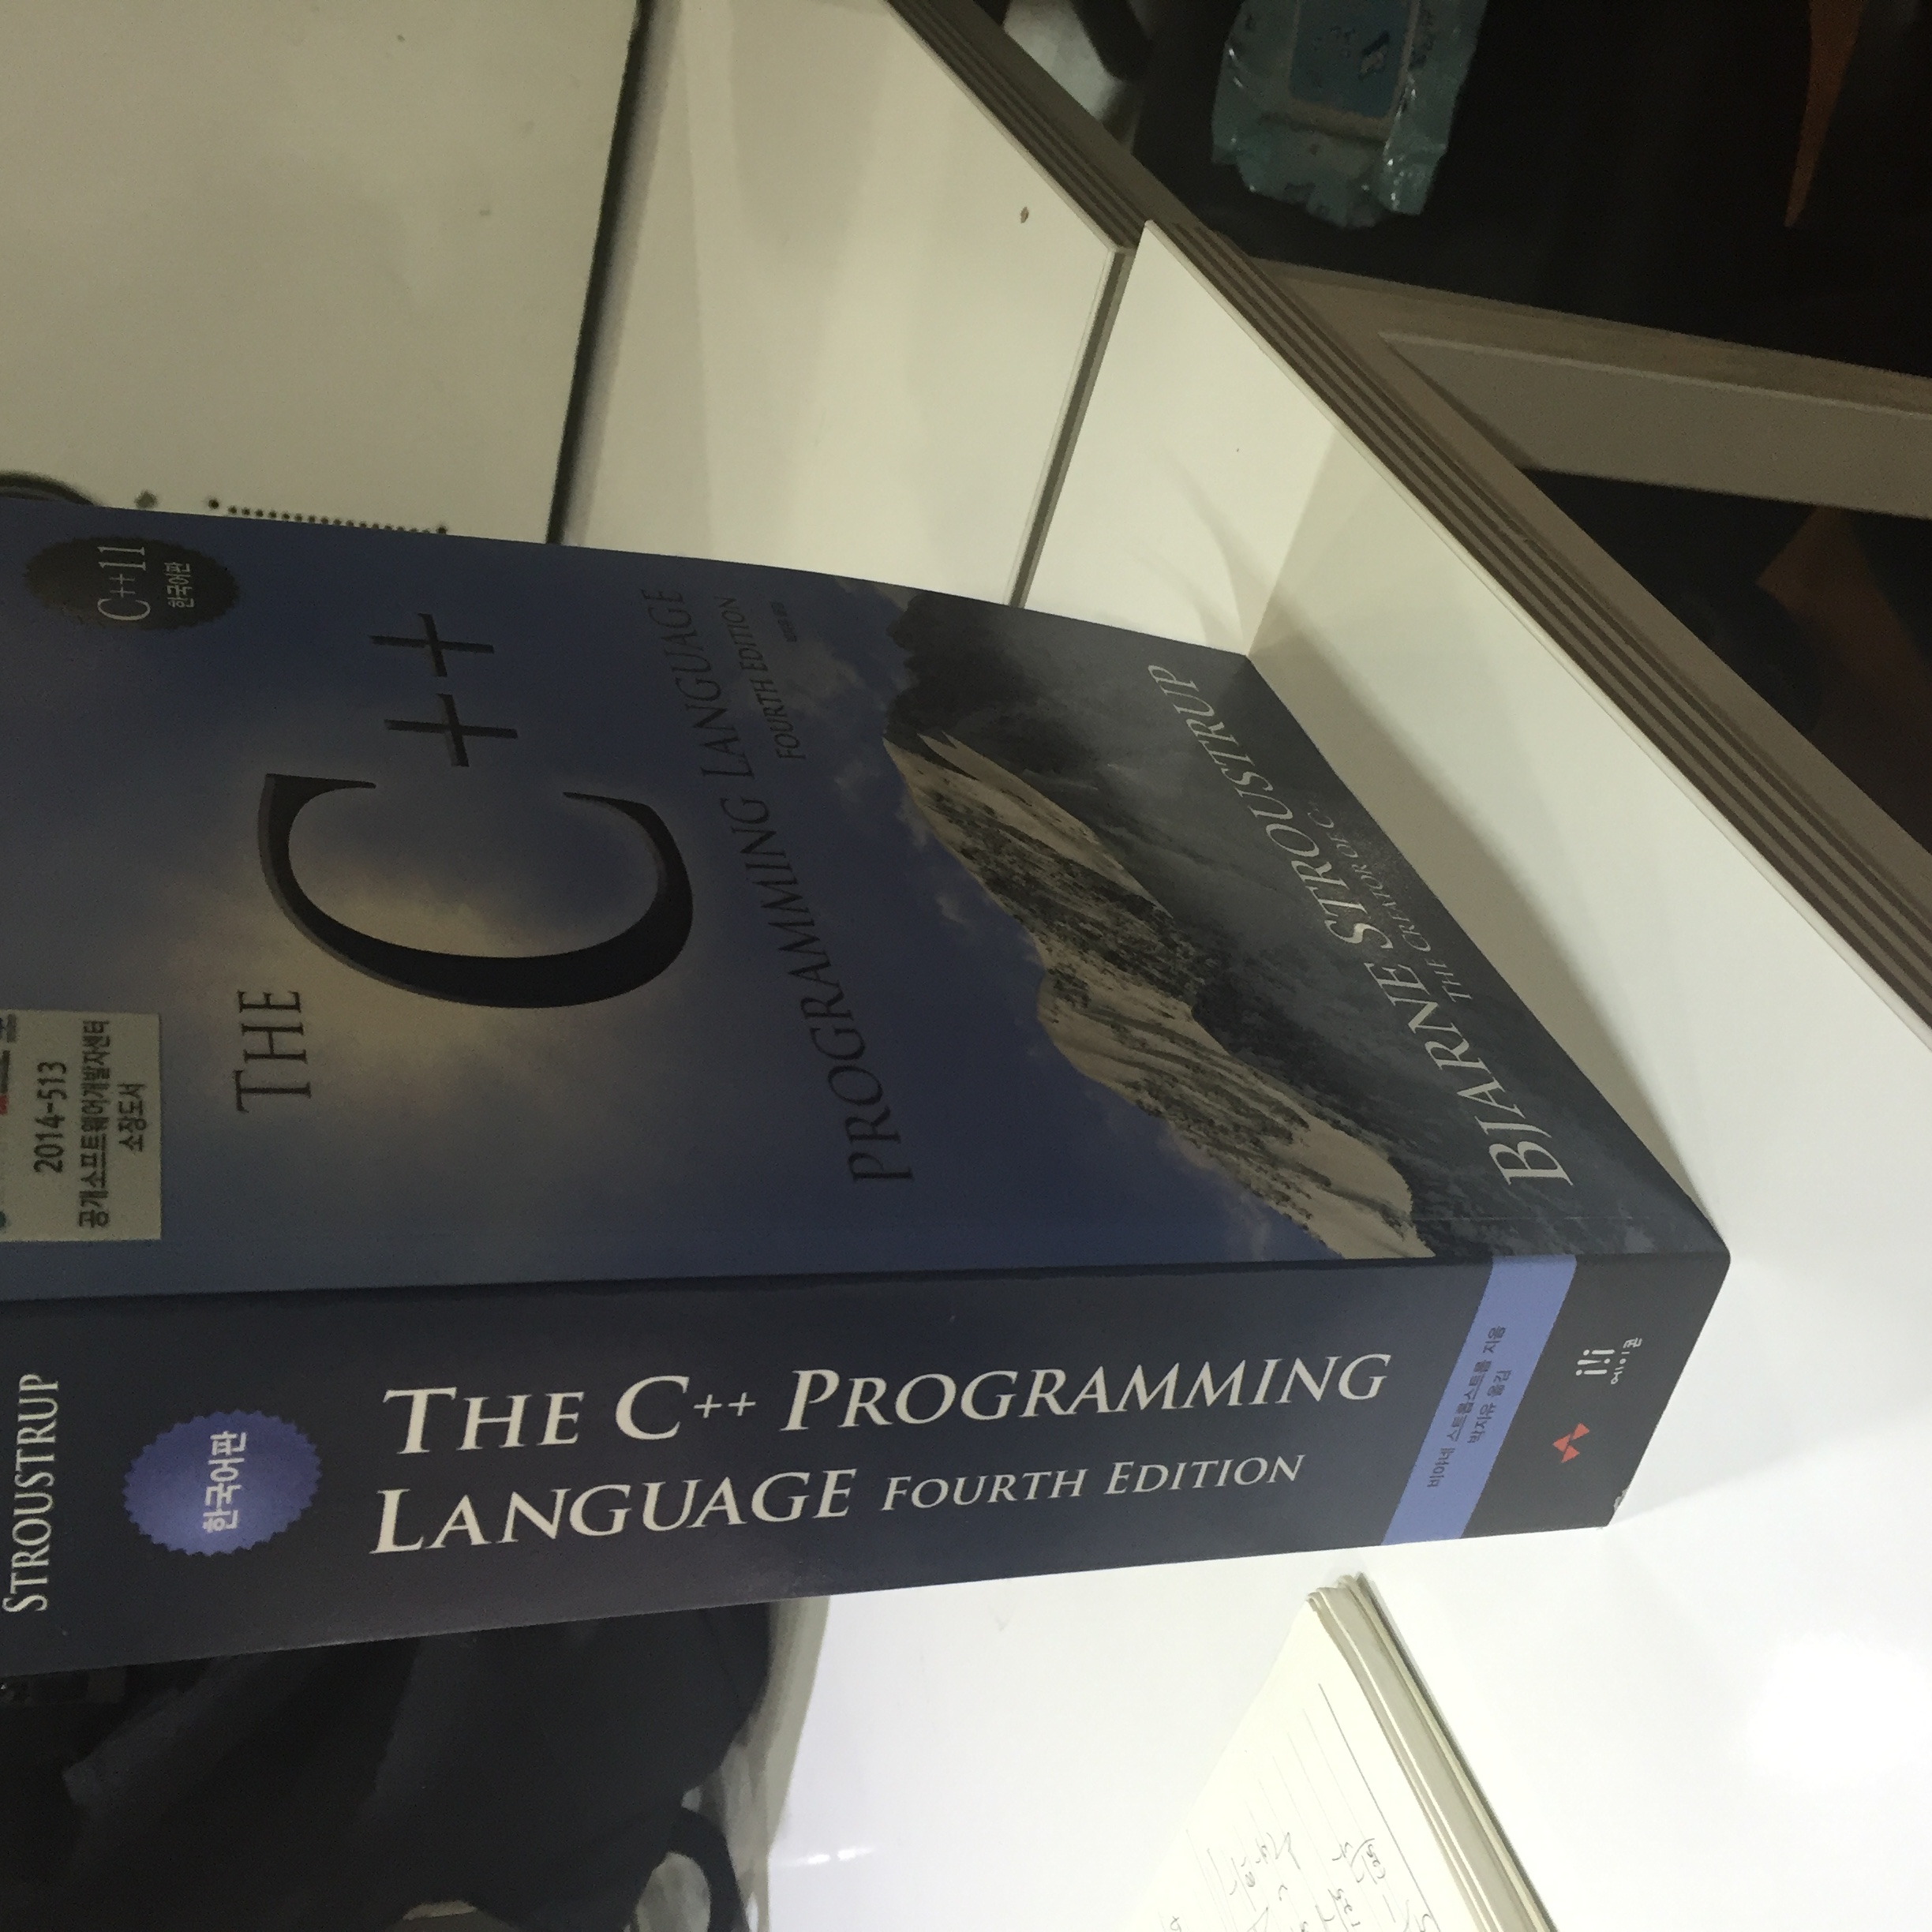 STROUSTRUP
한국어판
THE C++ PROGRAMMING
LANGUAGE FOURTH EDITION
비야네 스트롭스트룹 지음
박지유 옮김
에이콘
2014-513
공개소프트웨어개발자센터
소장도서
C++11
한국어판
THE
C++
PROGRAMMING LANGUAGE
FOURTH EDITION
BJARNE STROUSTRUP
THE CREATOR OF C++